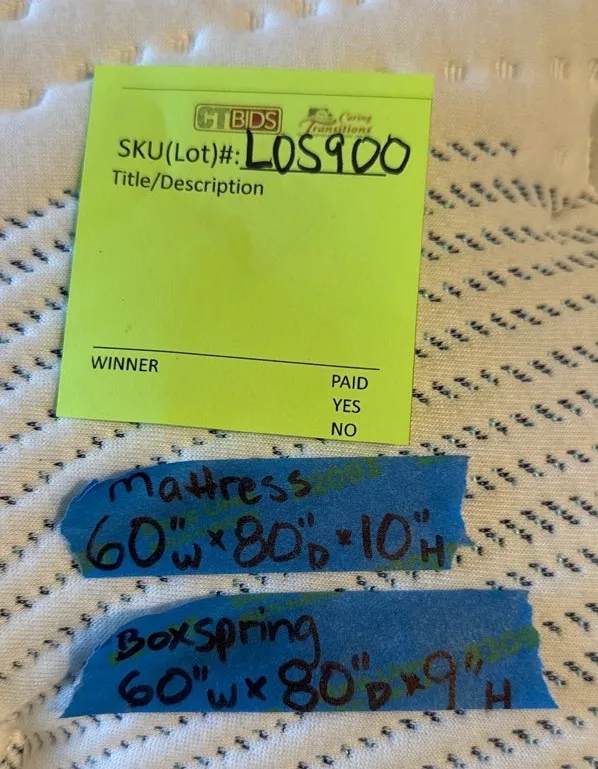 CTBIDS
Caring
Transitions
SKU(Lot)#: LOS900
Title/Description
WINNER
PAID
YES
NO
mattress
60"W x 80"D x 10"H
Boxspring
60"W x 80"D x 9"H